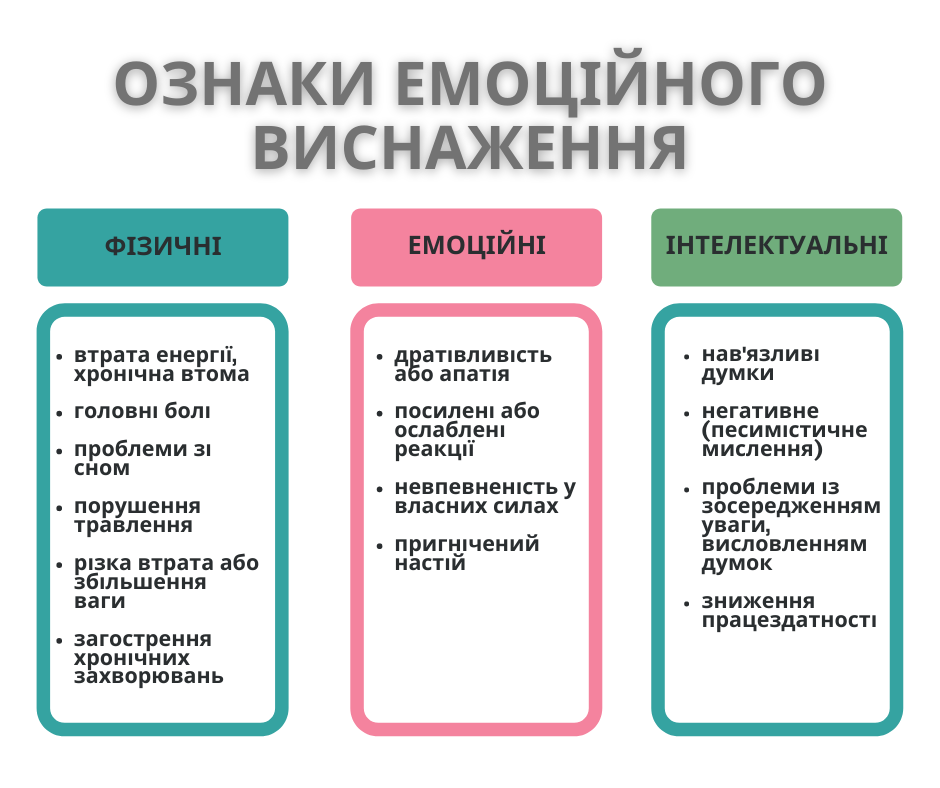 ОЗНАКИ ЕМОЦІЙНОГО
ВИСНАЖЕННЯ
ФІЗИЧНІ
• втрата енергії,
хронічна втома
• головні болі
• проблеми зі
сном
• порушення
травлення
• різка втрата або
збільшення
ваги
• загострення
хронічних
захворювань
ЕМОЦІЙНІ
• дратівливість
або апатія
• посилені або
ослаблені
реакції
• невпевненість у
власних силах
• пригнічений
настій
ІНТЕЛЕКТУАЛЬНІ
• нав'язливі
думки
• негативне
(песимістичне
мислення)
• проблеми із
зосередженням
уваги,
висловленням
думок
• зниження
працездатності